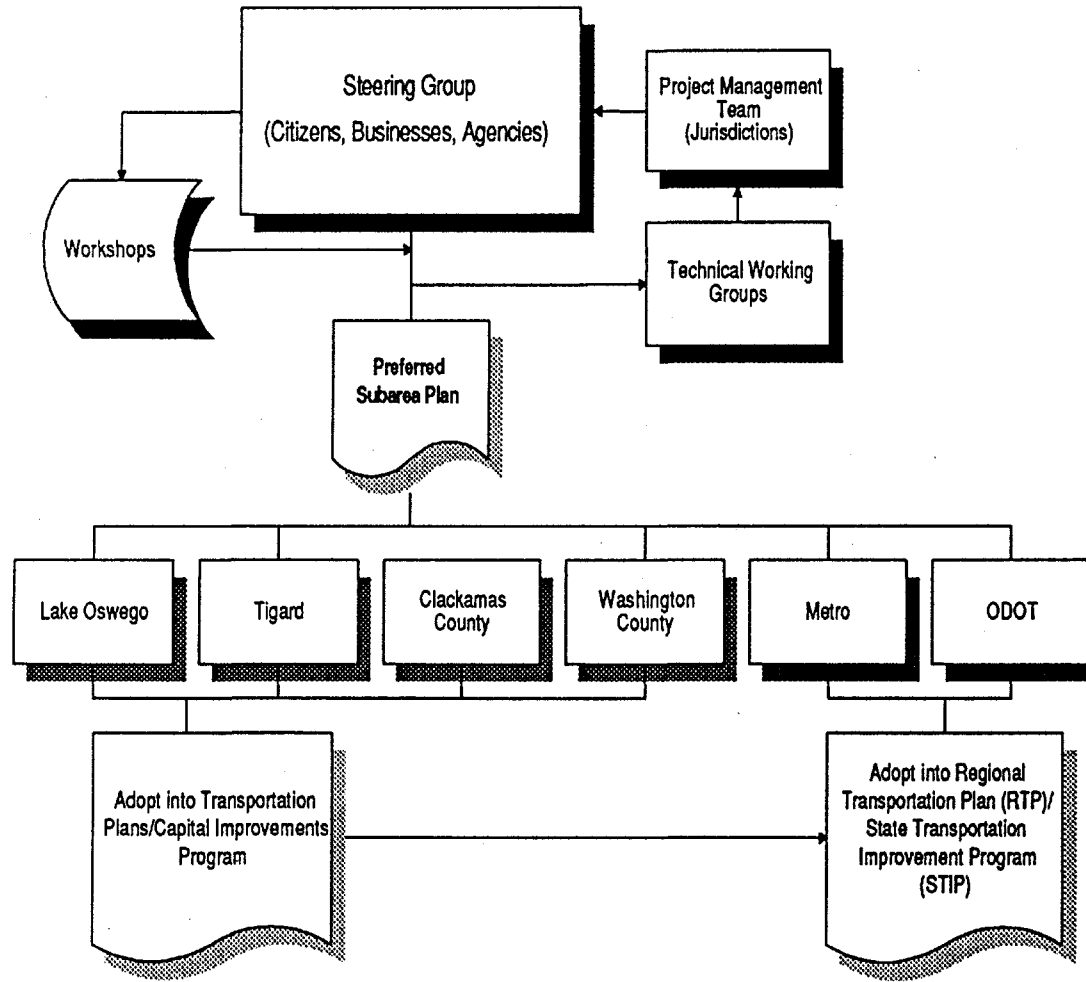 Steering Group
(Citizens, Businesses, Agencies)
Project Management
Team
(Jurisdictions)
Workshops
Technical Working
Groups
Preferred
Subarea Plan
Lake Oswego
Tigard
Clackamas
County
Washington
County
Metro
ODOT
Adopt into Transportation
Plans/Capital Improvements
Program
Adopt into Regional
Transportation Plan (RTP)/
State Transportation
Improvement Program
(STIP)